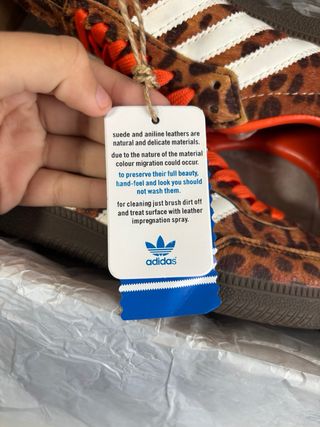 suede and aniline leathers are
natural and delicate materials.
due to the nature of the material
colour migration could occur.
to preserve their full beauty,
hand-feel and look you should
not wash them.
for cleaning just brush dirt off
and treat surface with leather
impregnation spray.
adidas